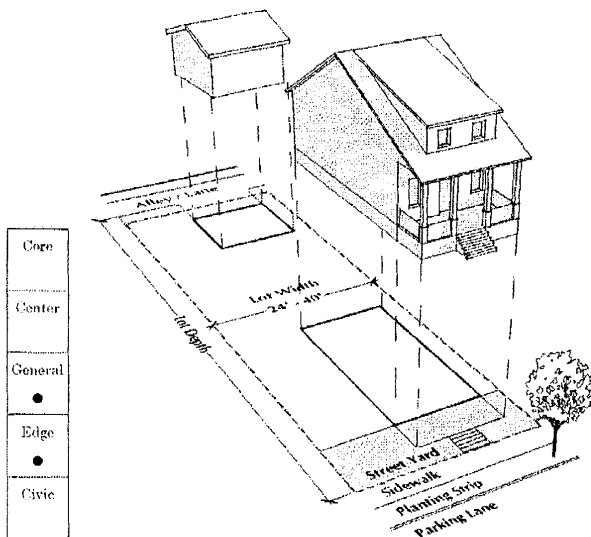 Alley / Lane
Lot Width
24' - 40'
Lot Depth
Street Yard
Sidewalk
Planting Strip
Parking Lane
Core
Center
General
Edge
Civic